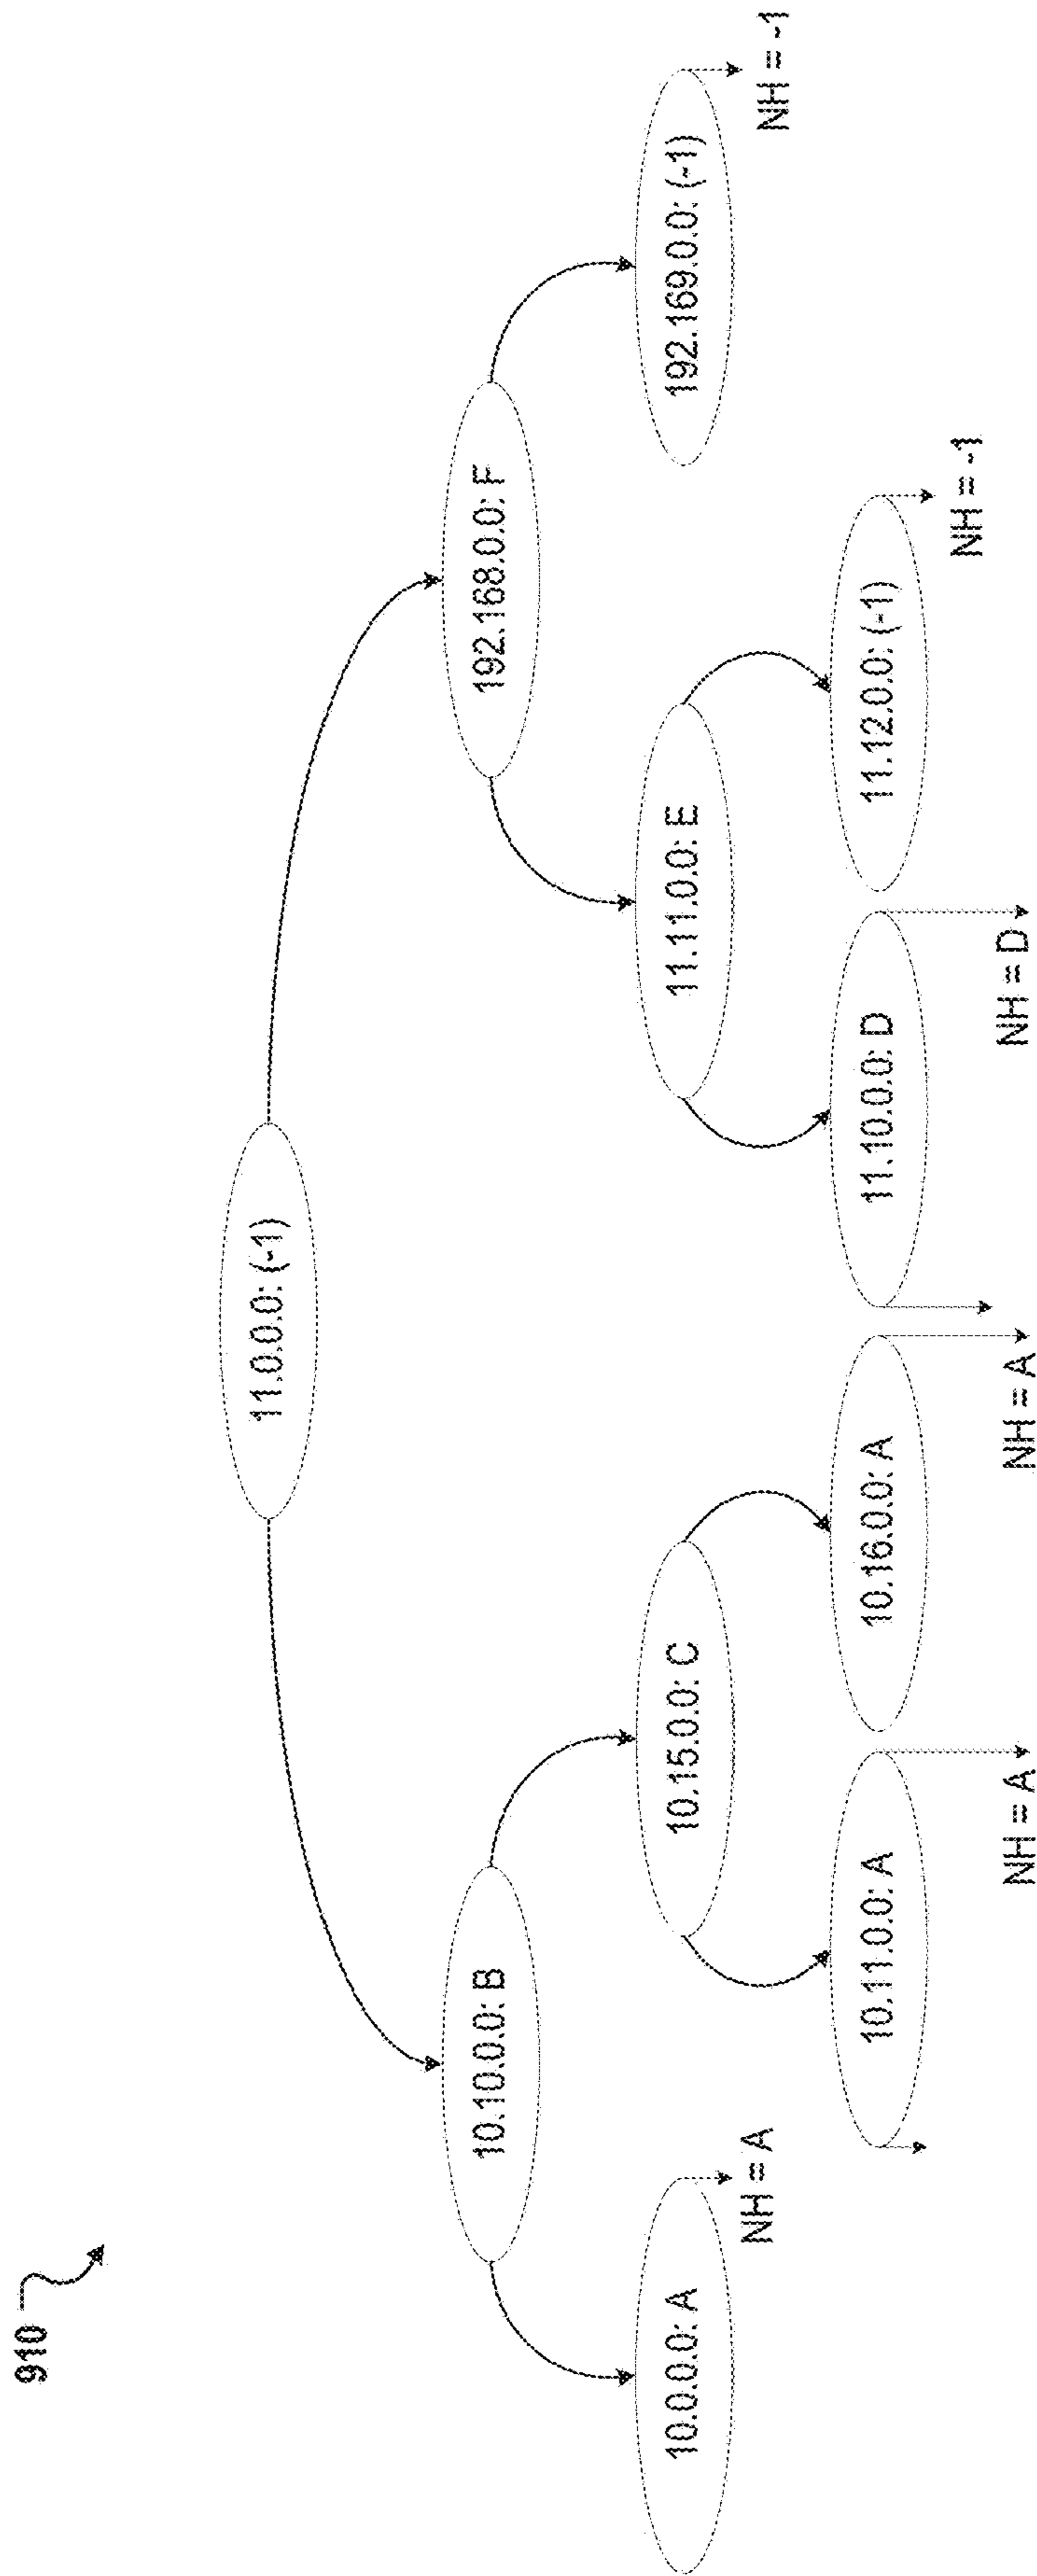 910
11.0.0.0: (-1)
10.10.0.0: B
192.168.0.0: F
10.0.0.0: A
10.15.0.0: C
11.11.0.0: E
192.169.0.0: (-1)
NH = A
NH = -1
10.11.0.0: A
10.16.0.0: A
11.10.0.0: D
11.12.0.0: (-1)
NH = A
NH = A
NH = D
NH = -1